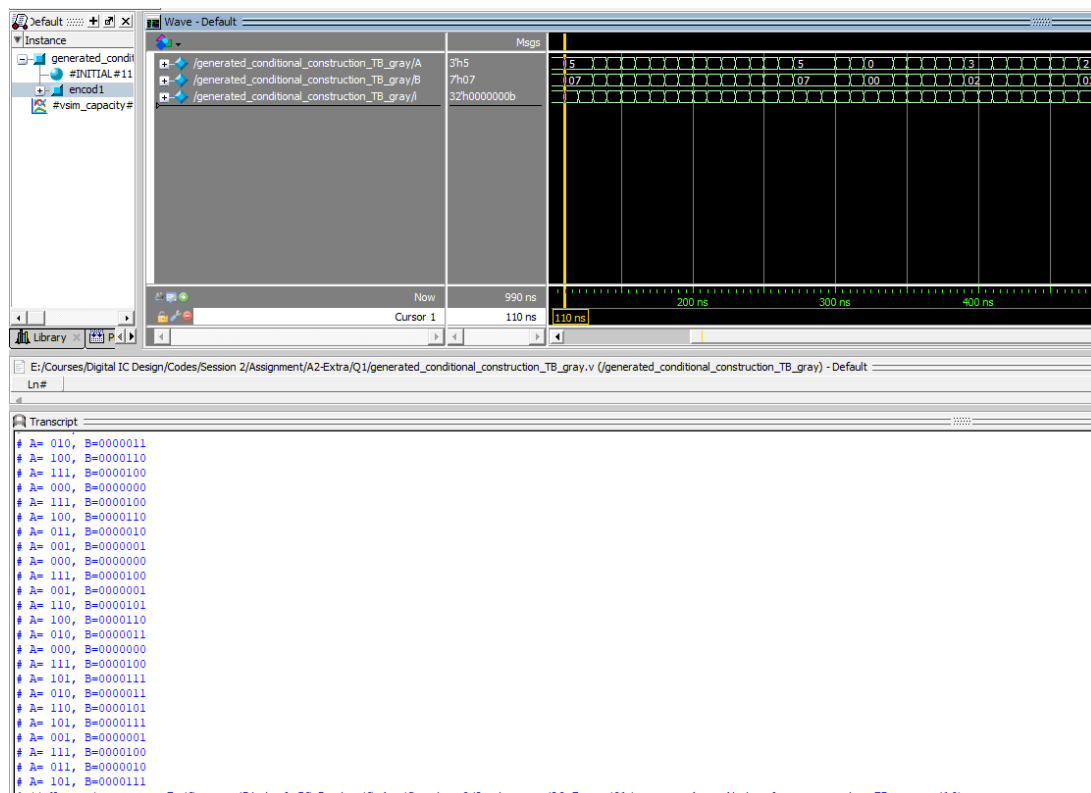 Default
Wave - Default
Instance
Msgs
generated_condit
#INITIAL#11
encod1
#vsim_capacity#
/generated_conditional_construction_TB_gray/A 3'h5 5 5 0 3 2
/generated_conditional_construction_TB_gray/B 7'h07 07 07 00 02
/generated_conditional_construction_TB_gray/i 32'h0000000b
Now 990 ns
200 ns 300 ns 400 ns
Cursor 1 110 ns 110 ns
Library P
E:/Courses/Digital IC Design/Codes/Session 2/Assignment/A2-Extra/Q1/generated_conditional_construction_TB_gray.v (/generated_conditional_construction_TB_gray) - Default
Ln#
Transcript
# A= 010, B=0000011
# A= 100, B=0000110
# A= 111, B=0000100
# A= 000, B=0000000
# A= 111, B=0000100
# A= 100, B=0000110
# A= 011, B=0000010
# A= 001, B=0000001
# A= 000, B=0000000
# A= 111, B=0000100
# A= 001, B=0000001
# A= 110, B=0000101
# A= 100, B=0000110
# A= 010, B=0000011
# A= 000, B=0000000
# A= 111, B=0000100
# A= 101, B=0000111
# A= 010, B=0000011
# A= 110, B=0000101
# A= 101, B=0000111
# A= 001, B=0000001
# A= 111, B=0000100
# A= 011, B=0000010
# A= 101, B=0000111